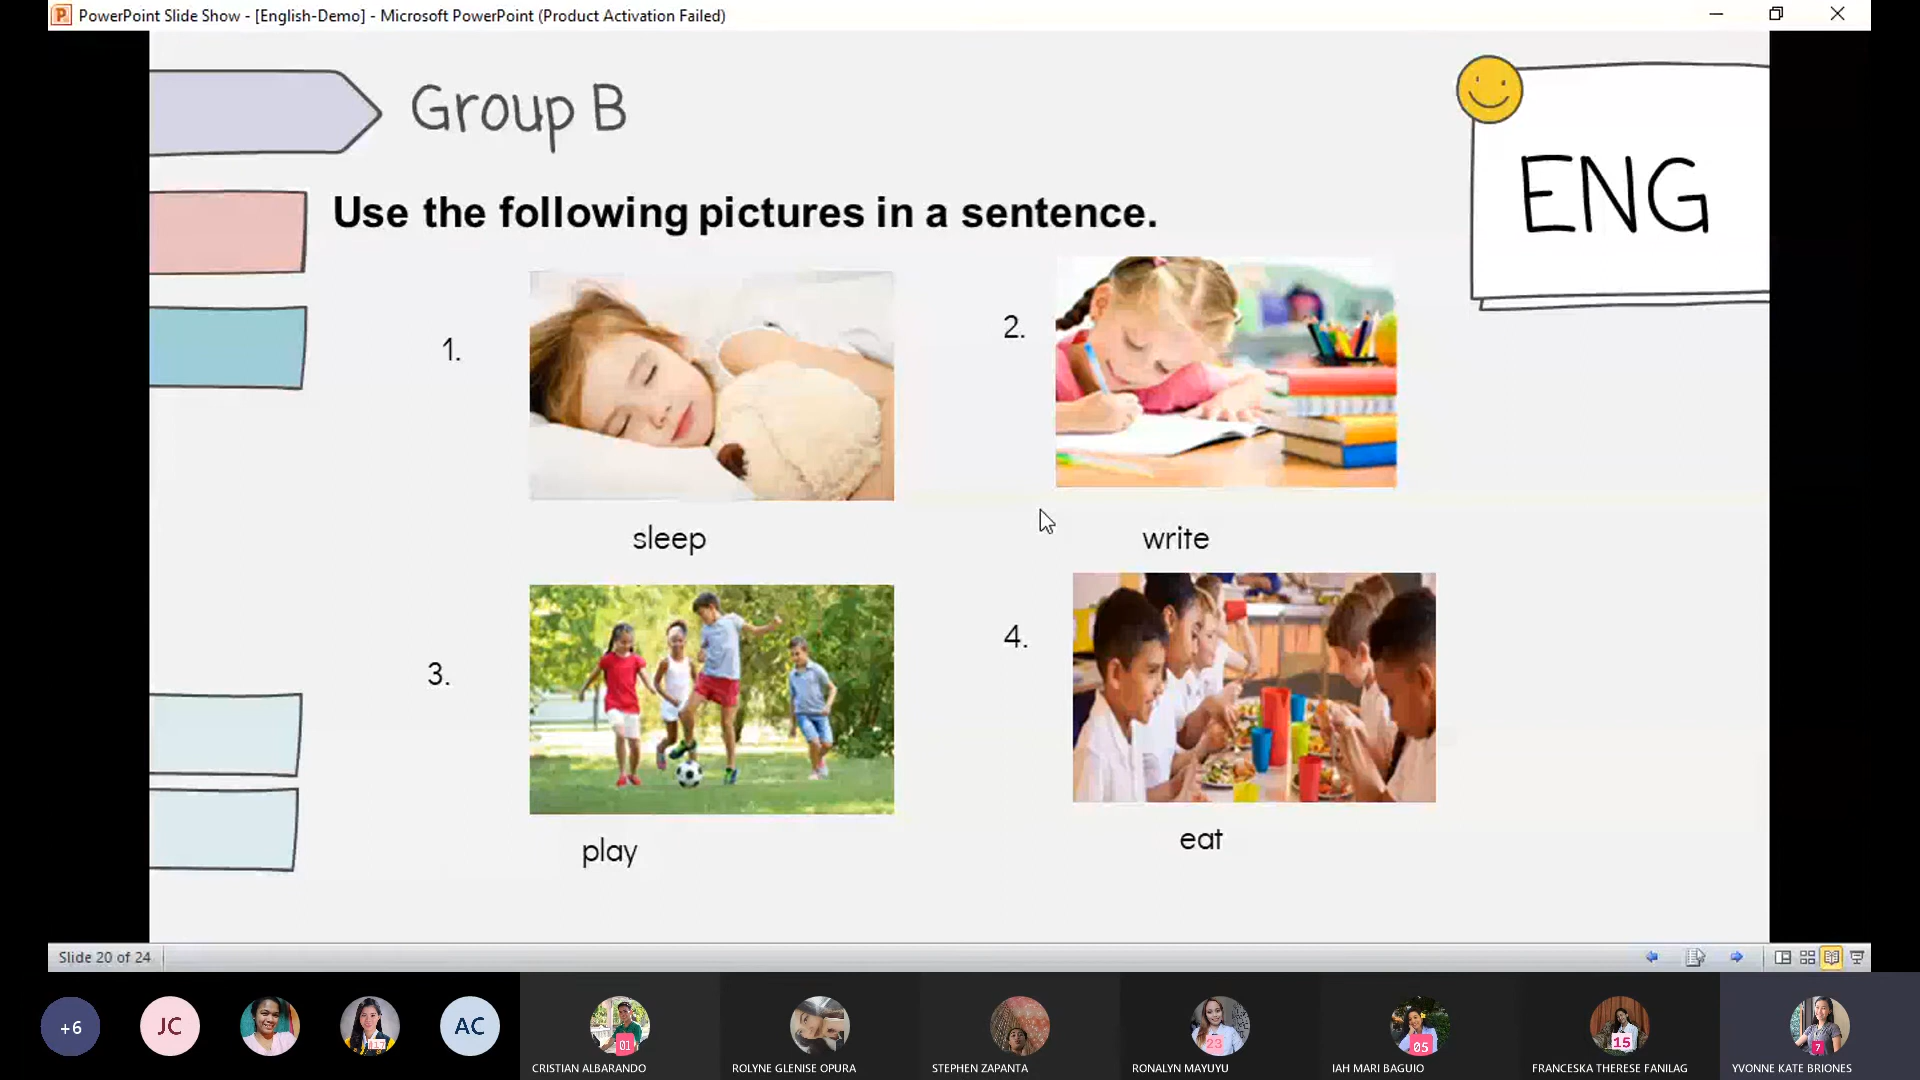 PowerPoint Slide Show - [English-Demo] - Microsoft PowerPoint (Product Activation Failed)
Group B
ENG
Use the following pictures in a sentence.
1.
2.
sleep
write
3.
4.
play
eat
Slide 20 of 24
+6
JC
17
AC
01
23
05
15
7
CRISTIAN ALBARANDO
ROLYNE GLENISE OPURA
STEPHEN ZAPANTA
RONALYN MAYUYU
IAH MARI BAGUIO
FRANCESKA THERESE FANILAG
YVONNE KATE BRIONES